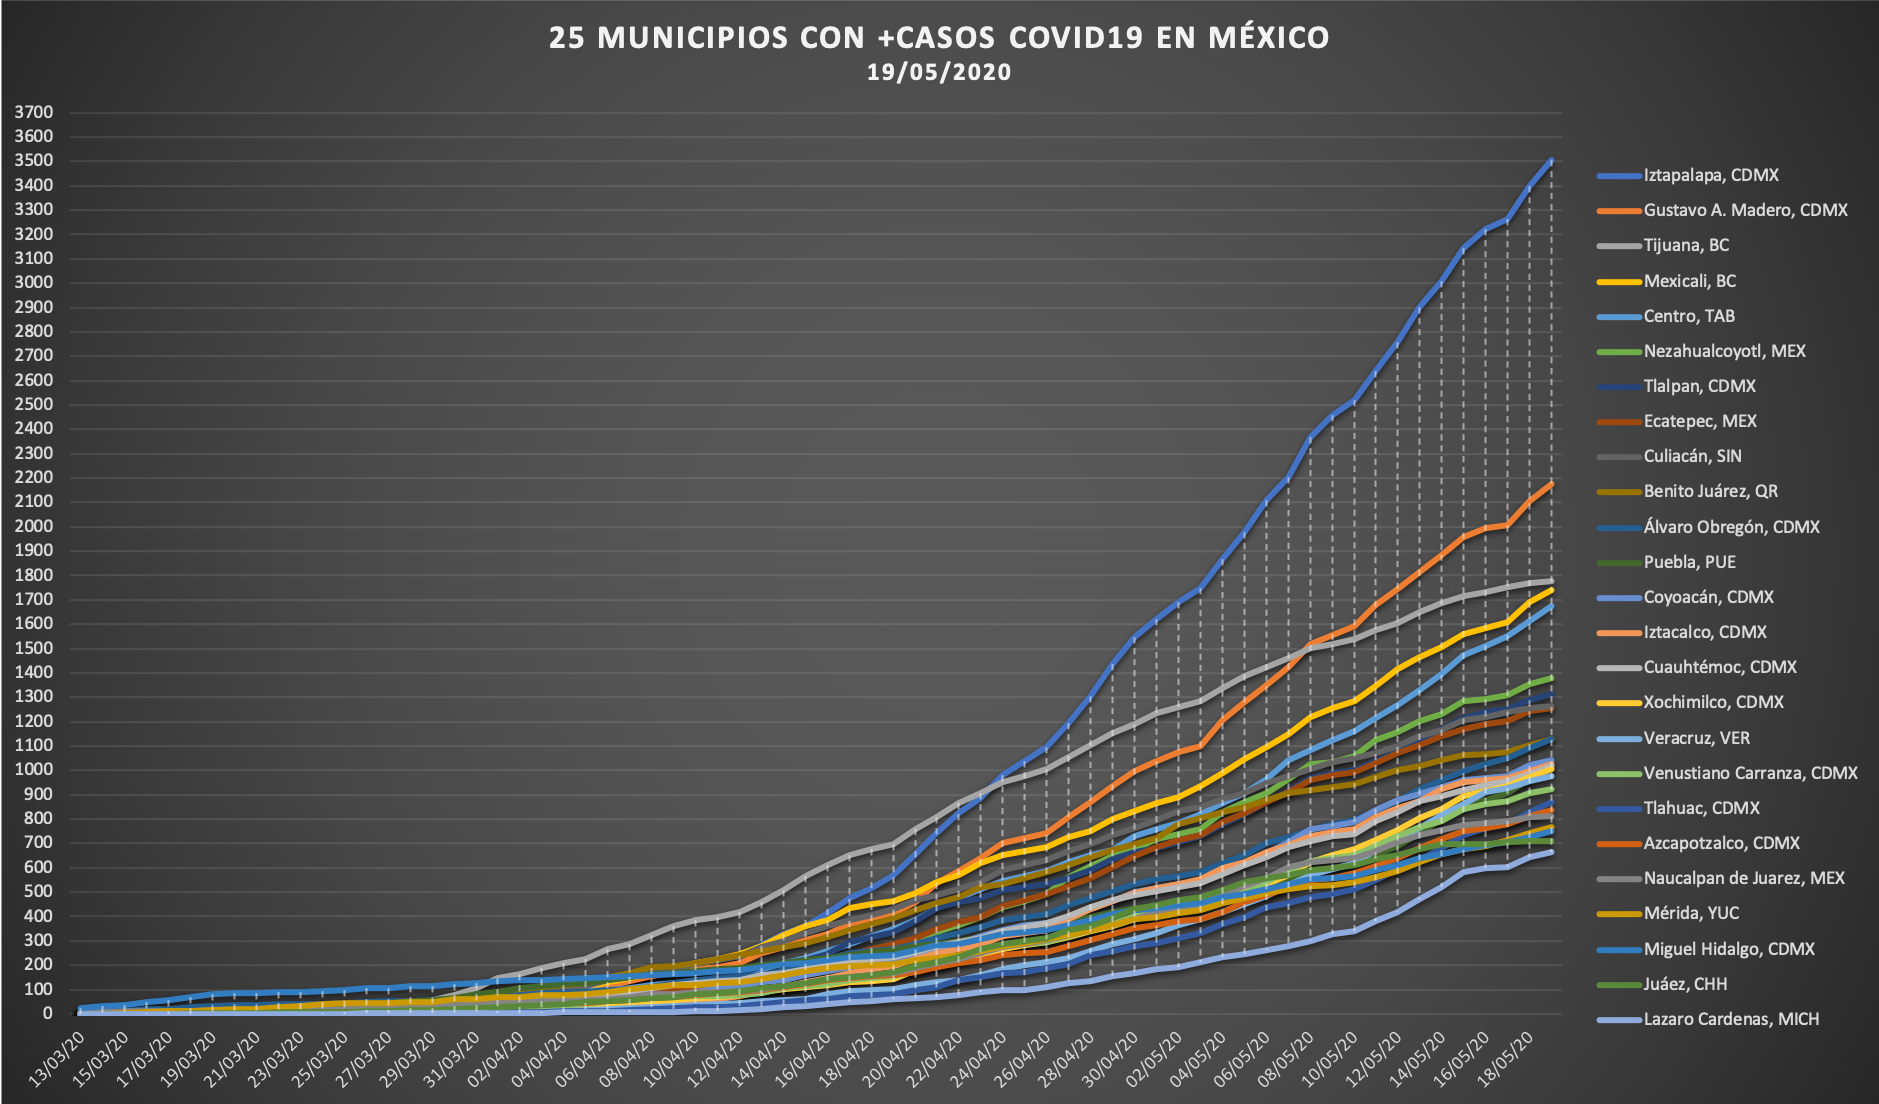 25 MUNICIPIOS CON +CASOS COVID19 EN MÉXICO
19/05/2020
3700
3600
3500
3400
3300
3200
3100
3000
2900
2800
2700
2600
2500
2400
2300
2200
2100
2000
1900
1800
1700
1600
1500
1400
1300
1200
1100
1000
900
800
700
600
500
400
300
200
100
0
13/03/20
15/03/20
17/03/20
19/03/20
21/03/20
23/03/20
25/03/20
27/03/20
29/03/20
31/03/20
02/04/20
04/04/20
06/04/20
08/04/20
10/04/20
12/04/20
14/04/20
16/04/20
18/04/20
20/04/20
22/04/20
24/04/20
26/04/20
28/04/20
30/04/20
02/05/20
04/05/20
06/05/20
08/05/20
10/05/20
12/05/20
14/05/20
16/05/20
18/05/20
Iztapalapa, CDMX
Gustavo A. Madero, CDMX
Tijuana, BC
Mexicali, BC
Centro, TAB
Nezahualcoyotl, MEX
Tlalpan, CDMX
Ecatepec, MEX
Culiacán, SIN
Benito Juárez, QR
Álvaro Obregón, CDMX
Puebla, PUE
Coyoacán, CDMX
Iztacalco, CDMX
Cuauhtémoc, CDMX
Xochimilco, CDMX
Veracruz, VER
Venustiano Carranza, CDMX
Tlahuac, CDMX
Azcapotzalco, CDMX
Naucalpan de Juarez, MEX
Mérida, YUC
Miguel Hidalgo, CDMX
Juáez, CHH
Lazaro Cardenas, MICH